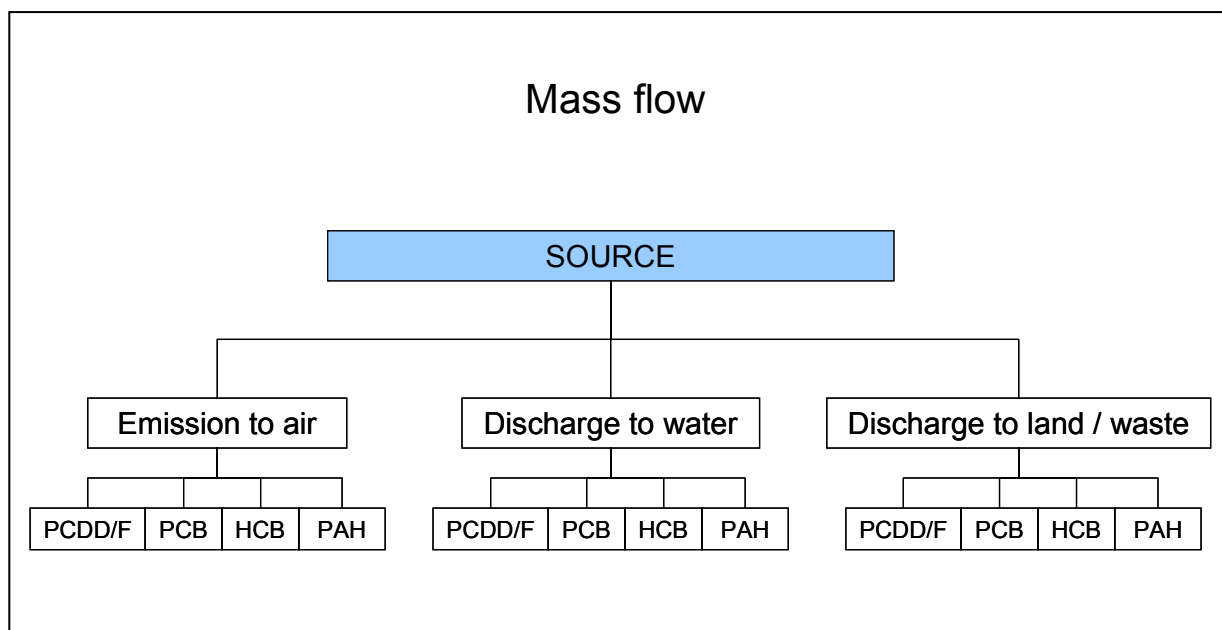 Mass flow
SOURCE
Emission to air
Discharge to water
Discharge to land / waste
PCDD/F PCB HCB PAH
PCDD/F PCB HCB PAH
PCDD/F PCB HCB PAH